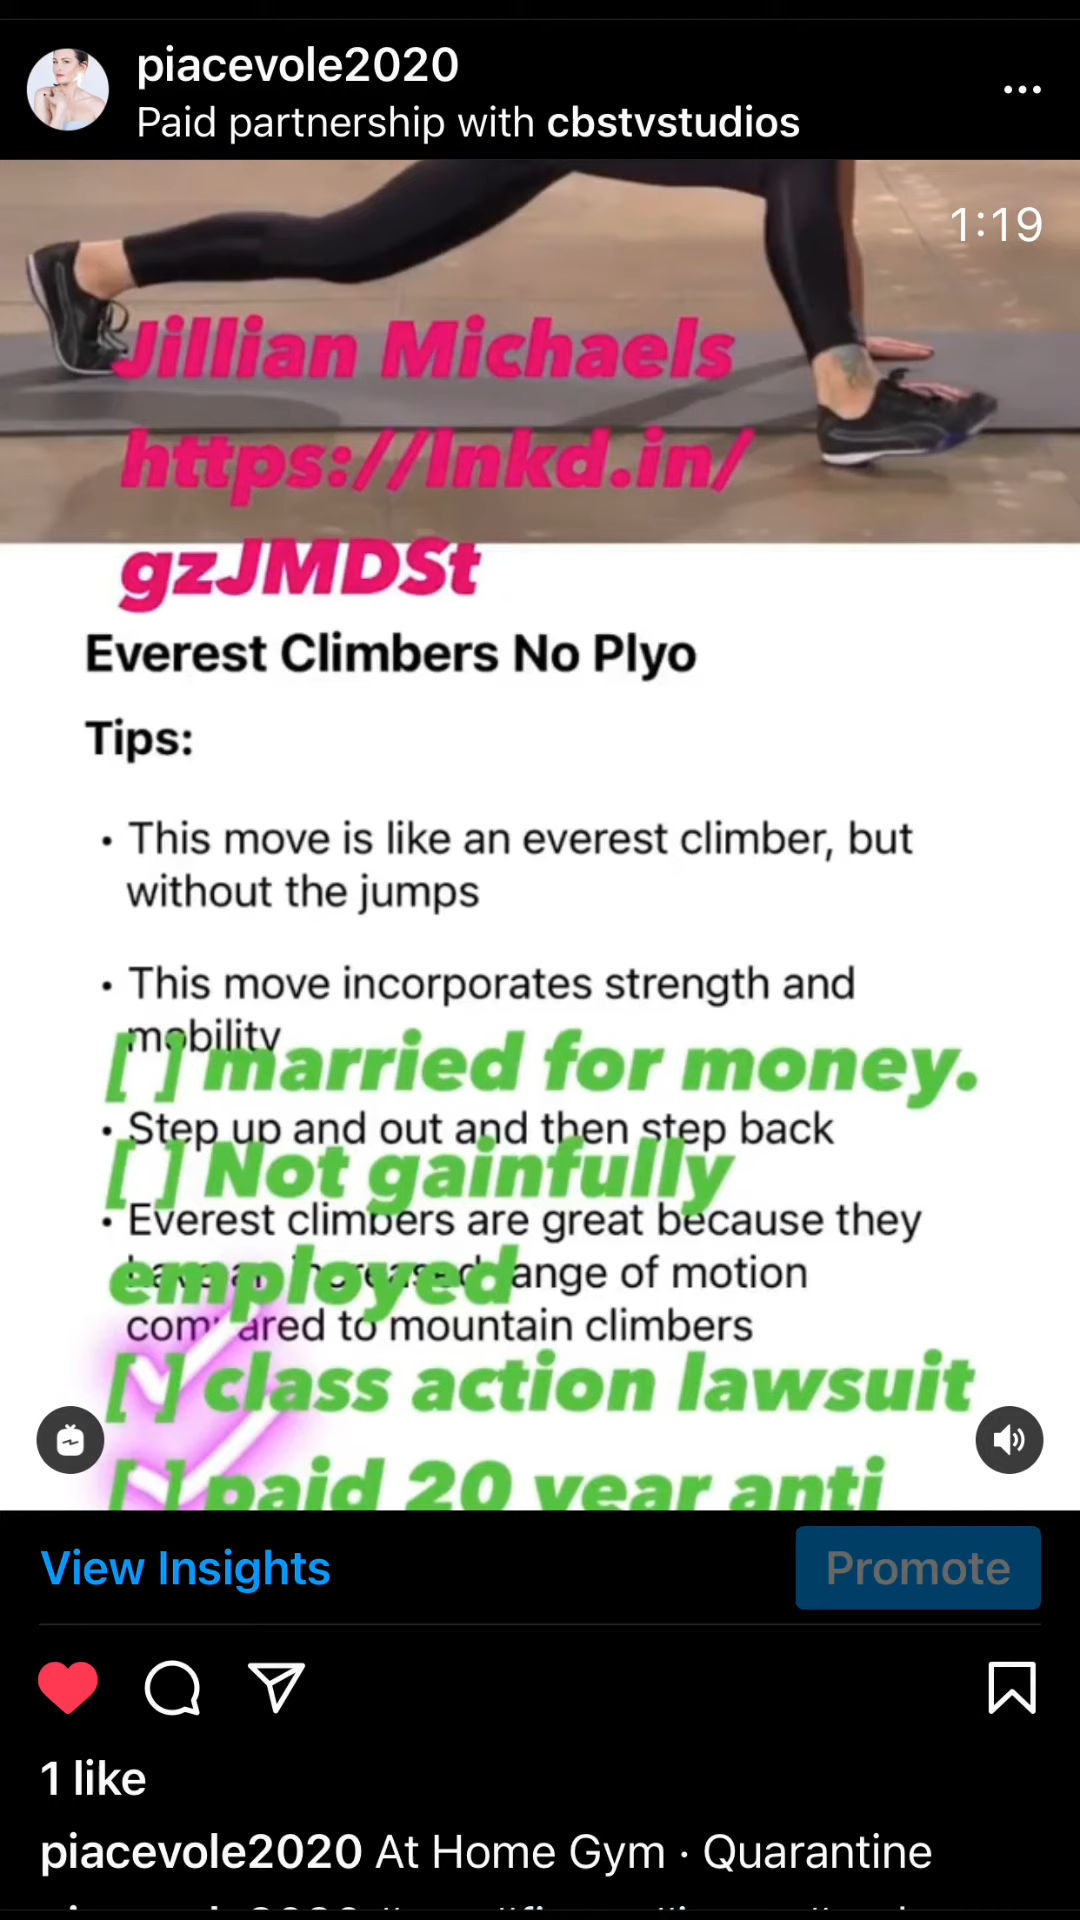 piacevole2020
Paid partnership with cbstvstudios
1:19
Jillian Michaels
https://lnkd.in/
gzJMDSt
Everest Climbers No Plyo
Tips:
• This move is like an everest climber, but
without the jumps
• This move incorporates strength and
mobility
[ ] married for money.
• Step up and out and then step back
[ ] Not gainfully
• Everest climbers are great because they
have an increased range of motion
employed
compared to mountain climbers
[ ] class action lawsuit
[ ] paid 20 year anti
View Insights
Promote
1 like
piacevole2020 At Home Gym · Quarantine